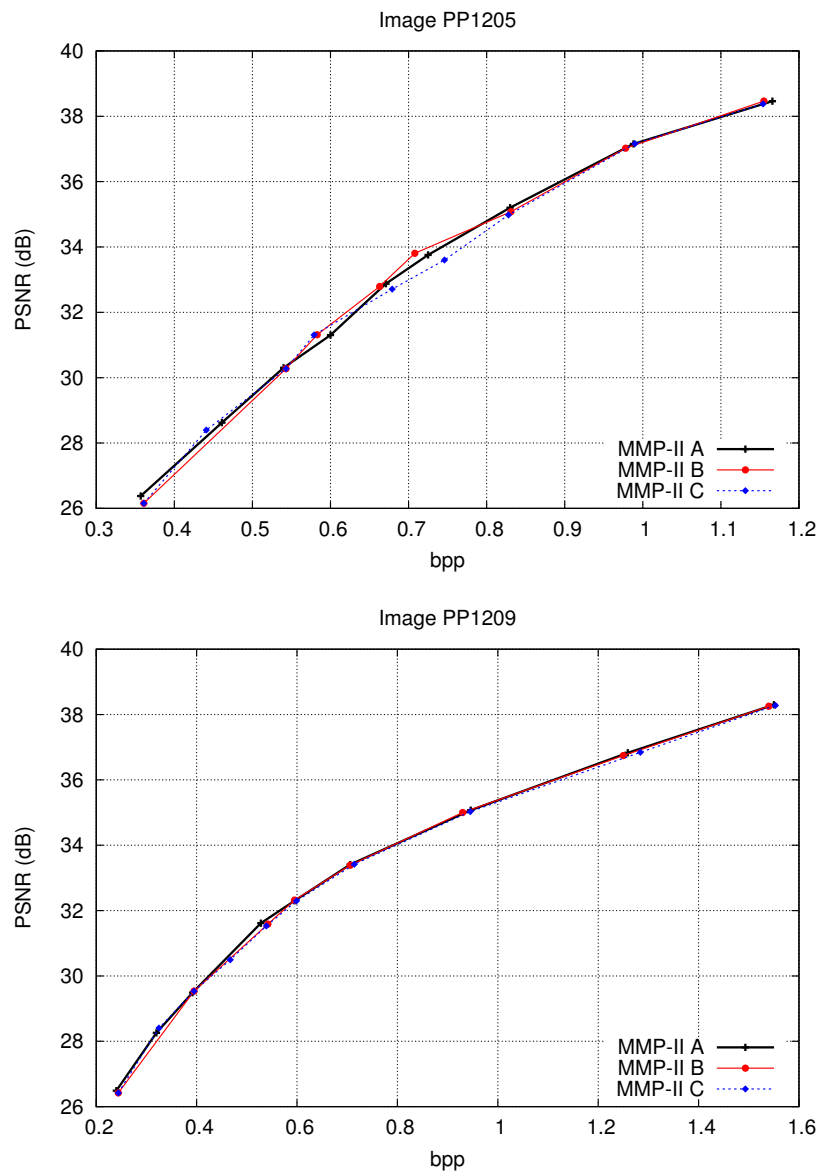 Image PP1205
40
38
36
34
32
30
28
26
PSNR (dB)
MMP-II A
MMP-II B
MMP-II C
0.3 0.4 0.5 0.6 0.7 0.8 0.9 1 1.1 1.2
bpp
Image PP1209
40
38
36
34
32
30
28
26
PSNR (dB)
MMP-II A
MMP-II B
MMP-II C
0.2 0.4 0.6 0.8 1 1.2 1.4 1.6
bpp